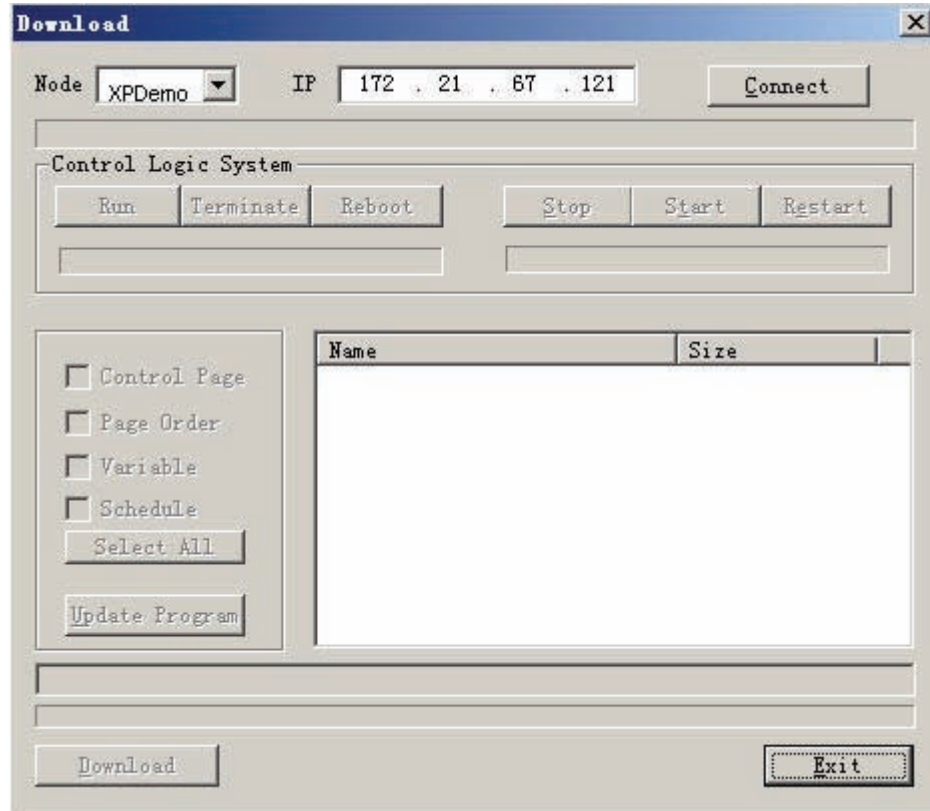 Download
Node XPDemo IP 172 . 21 . 67 . 121 Connect
Control Logic System
Run Terminate Reboot Stop Start Restart
Name Size
Control Page
Page Order
Variable
Schedule
Select All
Update Program
Download Exit